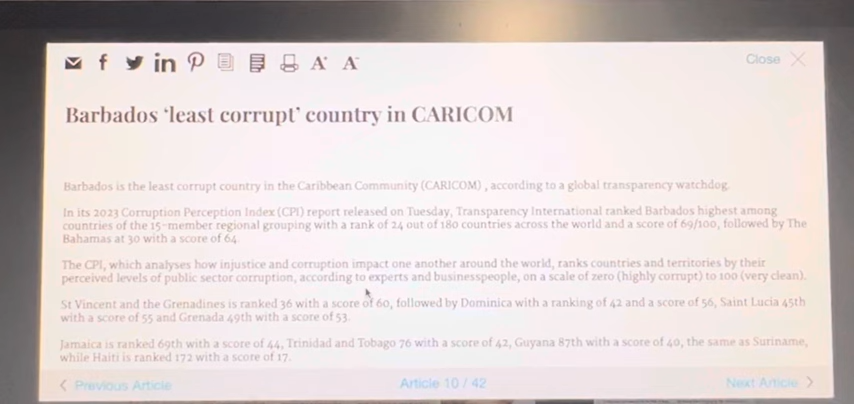 Close
Barbados ‘least corrupt’ country in CARICOM
Barbados is the least corrupt country in the Caribbean Community (CARICOM) , according to a global transparency watchdog.
In its 2023 Corruption Perception Index (CPI) report released on Tuesday, Transparency International ranked Barbados highest among
countries of the 15-member regional grouping with a rank of 24 out of 180 countries across the world and a score of 69/100, followed by The
Bahamas at 30 with a score of 64.
The CPI, which analyses how injustice and corruption impact one another around the world, ranks countries and territories by their
perceived levels of public sector corruption, according to experts and businesspeople, on a scale of zero (highly corrupt) to 100 (very clean).
St Vincent and the Grenadines is ranked 36 with a score of 60, followed by Dominica with a ranking of 42 and a score of 56, Saint Lucia 45th
with a score of 55 and Grenada 49th with a score of 53.
Jamaica is ranked 69th with a score of 44, Trinidad and Tobago 76 with a score of 42, Guyana 87th with a score of 40, the same as Suriname,
while Haiti is ranked 172 with a score of 17.
Previous Article
Article 10 / 42
Next Article